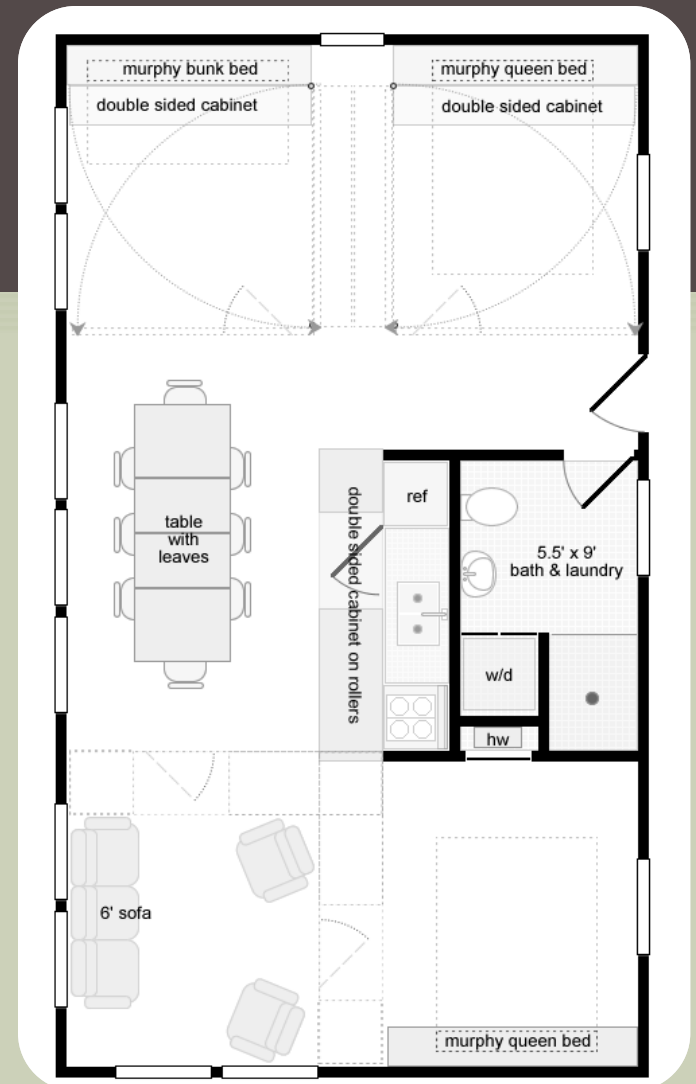 murphy bunk bed
murphy queen bed
double sided cabinet
double sided cabinet
ref
double sided cabinet on rollers
table
with
leaves
5.5' x 9'
bath & laundry
w/d
hw
6' sofa
murphy queen bed